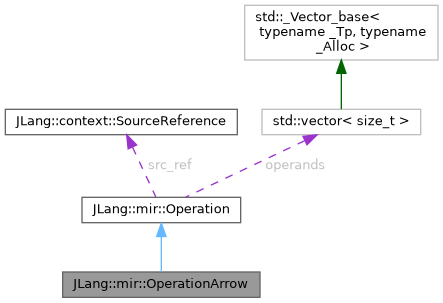 std::_Vector_base<
typename _Tp, typename
_Alloc >
JLang::context::SourceReference
std::vector< size_t >
src_ref
operands
JLang::mir::Operation
JLang::mir::OperationArrow